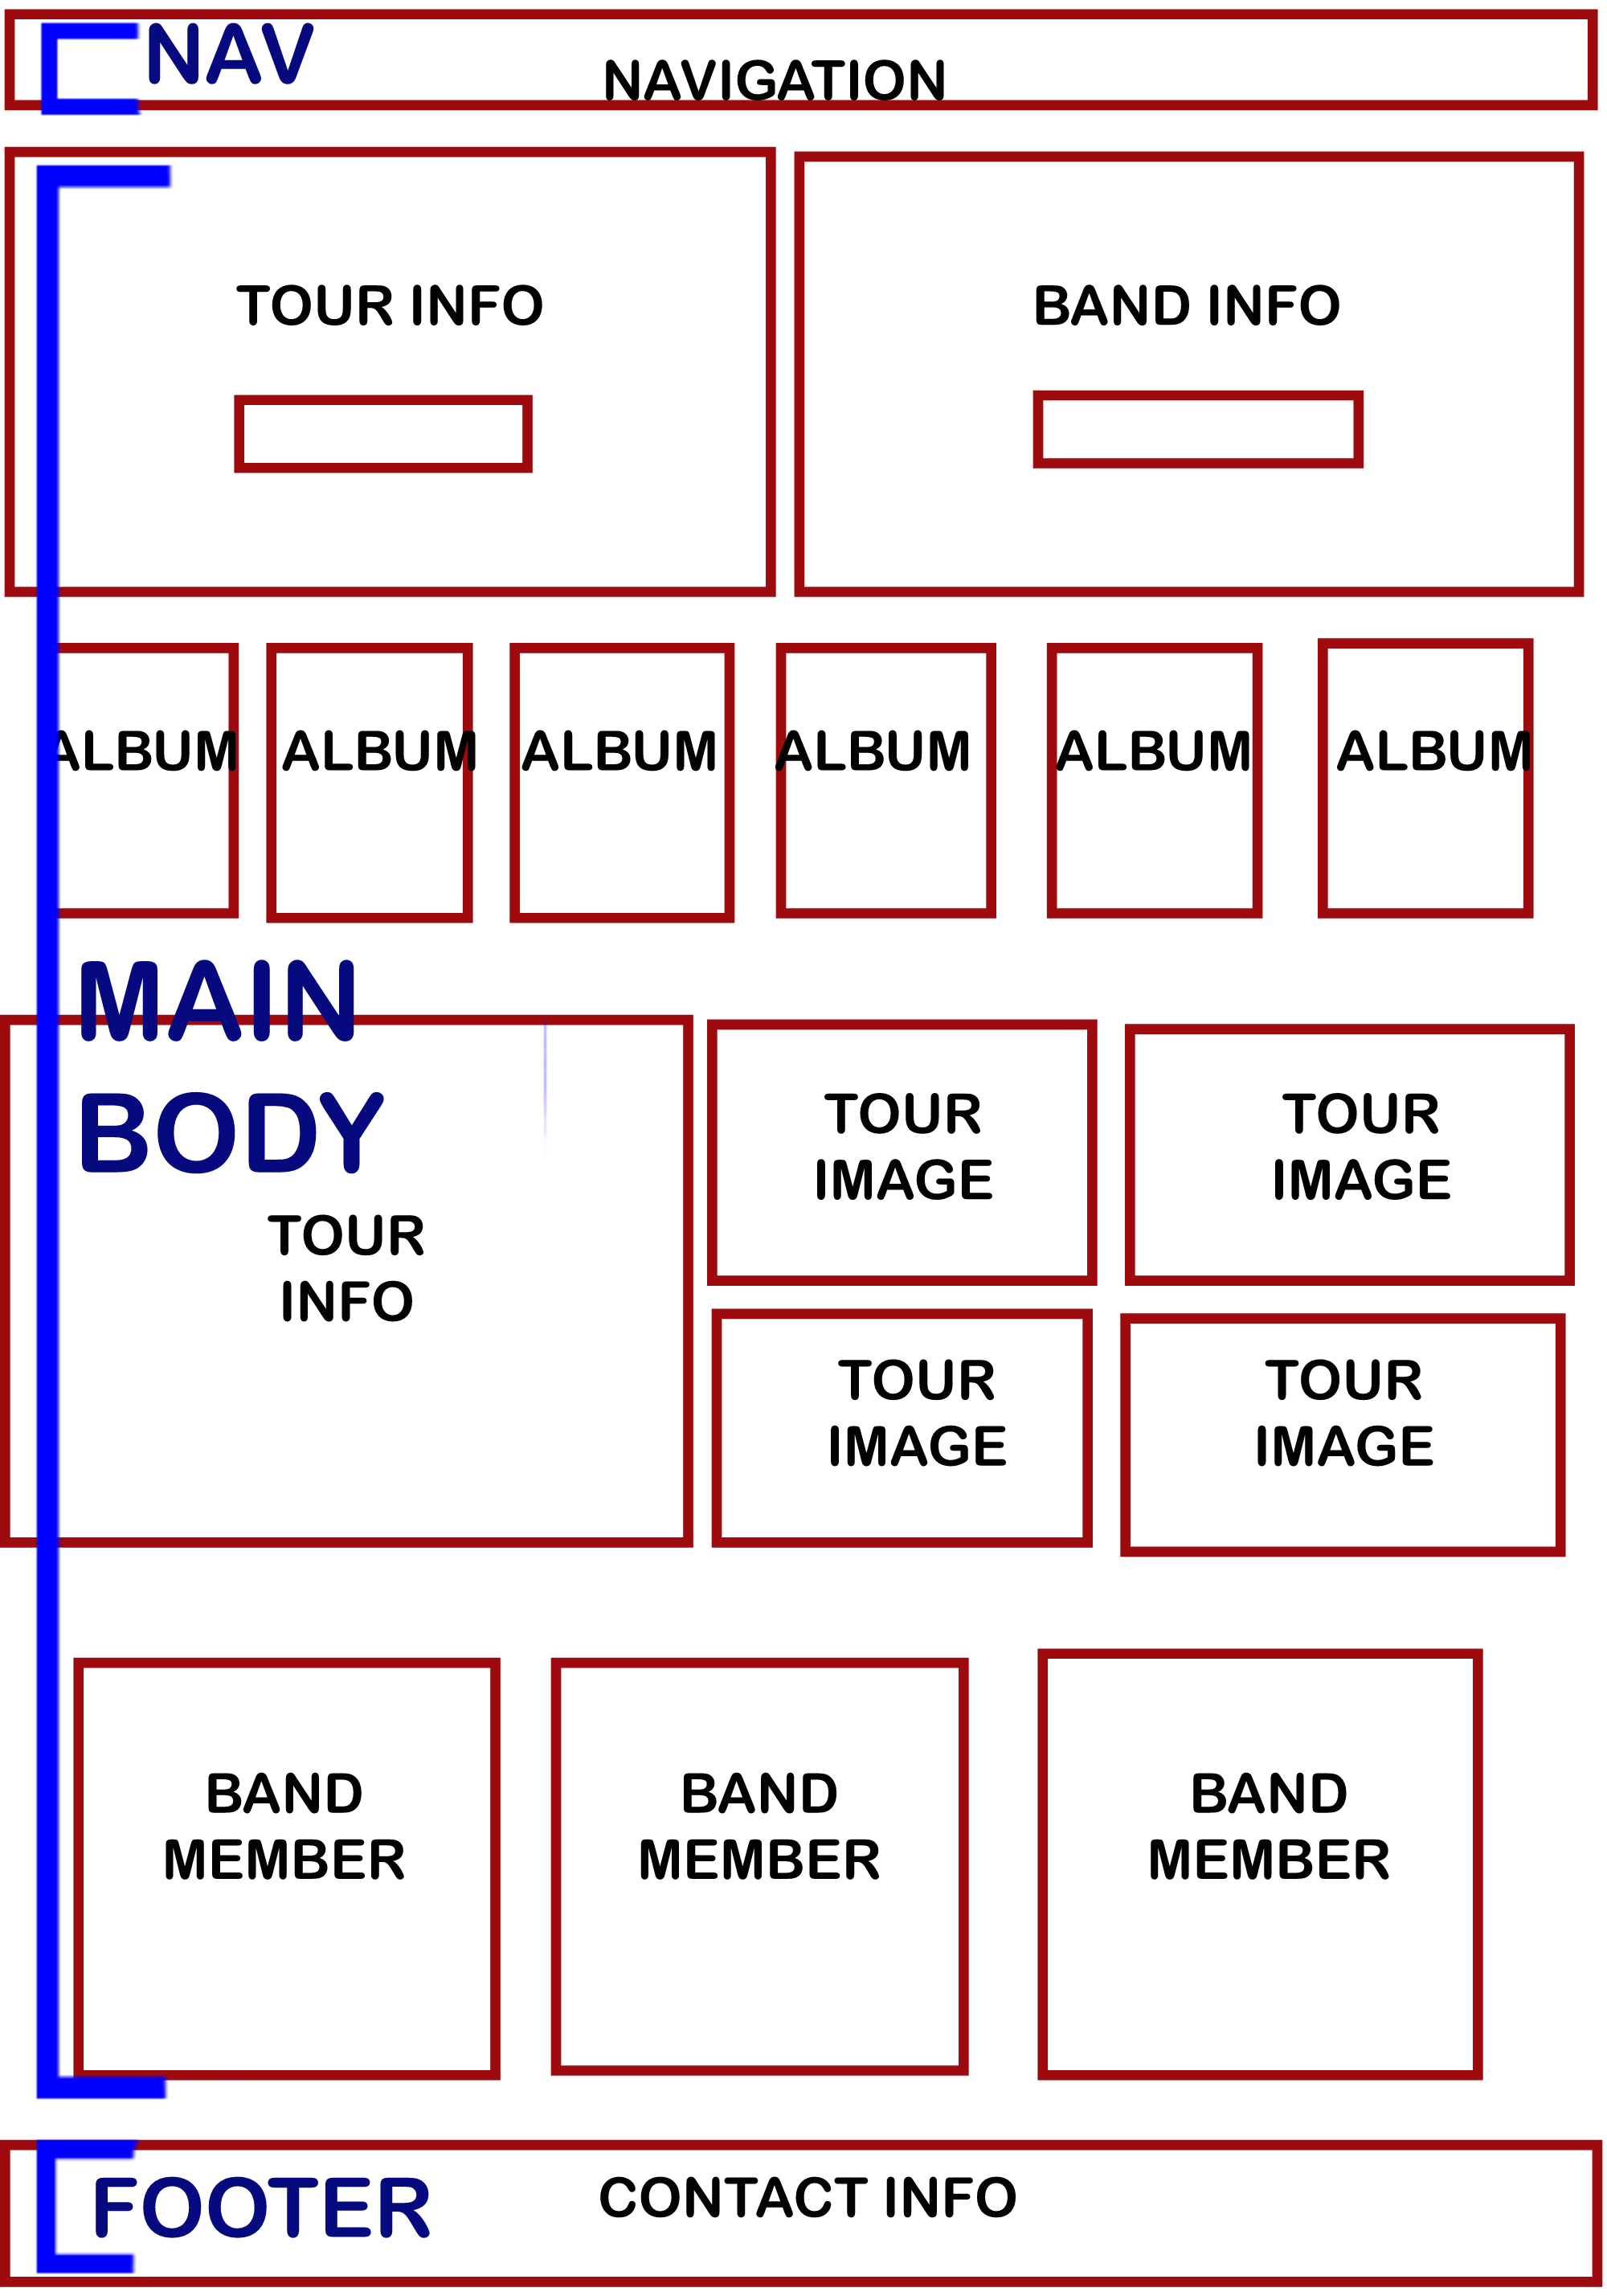 NAV
NAVIGATION
TOUR INFO
BAND INFO
ALBUM
ALBUM
ALBUM
ALBUM
ALBUM
ALBUM
MAIN
BODY
TOUR
INFO
TOUR
IMAGE
TOUR
IMAGE
TOUR
IMAGE
TOUR
IMAGE
BAND
MEMBER
BAND
MEMBER
BAND
MEMBER
FOOTER
CONTACT INFO